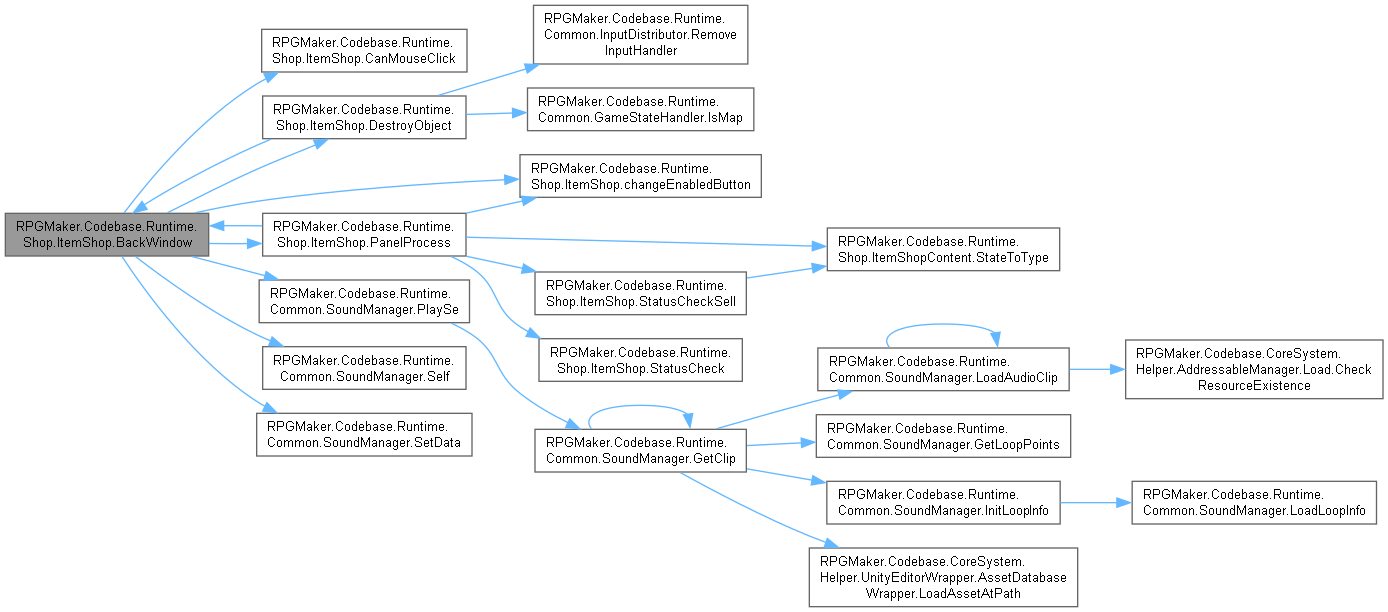 RPGMaker.Codebase.Runtime.
Shop.ItemShop.BackWindow
RPGMaker.Codebase.Runtime.
Shop.ItemShop.CanMouseClick
RPGMaker.Codebase.Runtime.
Shop.ItemShop.DestroyObject
RPGMaker.Codebase.Runtime.
Common.InputDistributor.Remove
InputHandler
RPGMaker.Codebase.Runtime.
Common.GameStateHandler.IsMap
RPGMaker.Codebase.Runtime.
Shop.ItemShop.changeEnabledButton
RPGMaker.Codebase.Runtime.
Shop.ItemShop.PanelProcess
RPGMaker.Codebase.Runtime.
Shop.ItemShopContent.StateToType
RPGMaker.Codebase.Runtime.
Shop.ItemShop.StatusCheckSell
RPGMaker.Codebase.Runtime.
Shop.ItemShop.StatusCheck
RPGMaker.Codebase.Runtime.
Common.SoundManager.PlaySe
RPGMaker.Codebase.Runtime.
Common.SoundManager.Self
RPGMaker.Codebase.Runtime.
Common.SoundManager.SetData
RPGMaker.Codebase.Runtime.
Common.SoundManager.GetClip
RPGMaker.Codebase.Runtime.
Common.SoundManager.LoadAudioClip
RPGMaker.Codebase.CoreSystem.
Helper.AddressableManager.Load.Check
ResourceExistence
RPGMaker.Codebase.Runtime.
Common.SoundManager.GetLoopPoints
RPGMaker.Codebase.Runtime.
Common.SoundManager.InitLoopInfo
RPGMaker.Codebase.Runtime.
Common.SoundManager.LoadLoopInfo
RPGMaker.Codebase.CoreSystem.
Helper.UnityEditorWrapper.AssetDatabase
Wrapper.LoadAssetAtPath